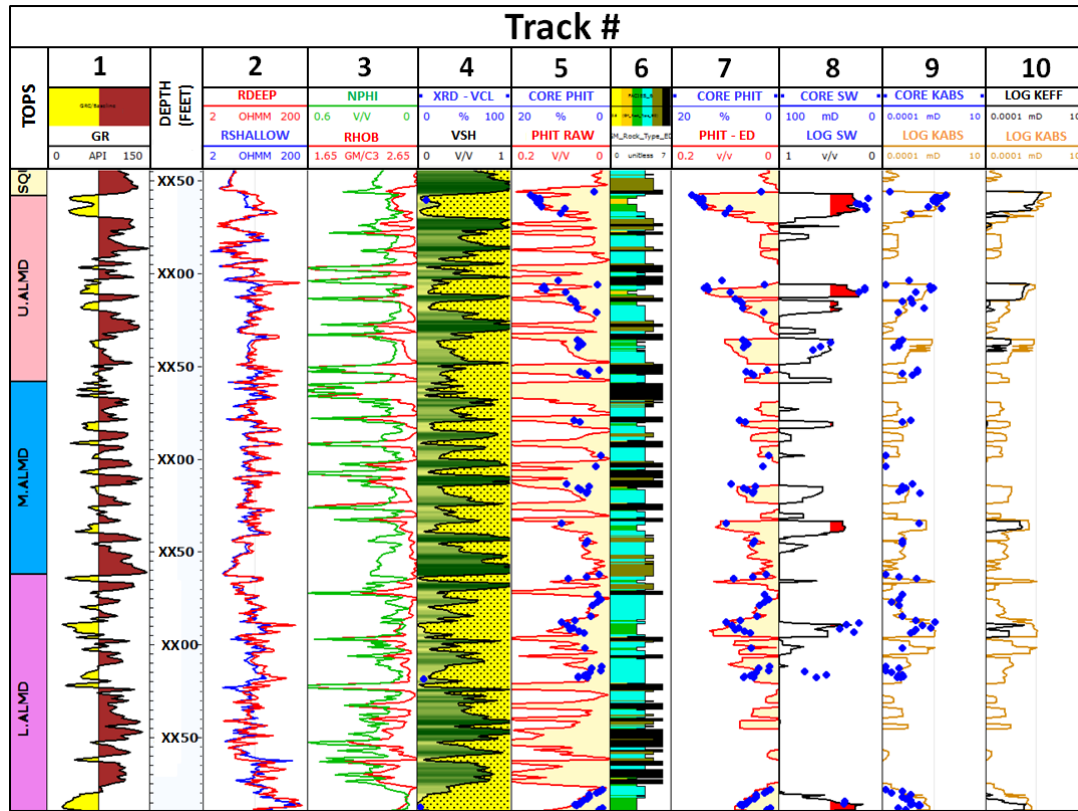 Track #
TOPS
1
DEPTH (FEET)
2
3
4
5
6
7
8
9
10
GR
0 API 150
RDEEP
2 OHMM 200
RSHALLOW
2 OHMM 200
NPHI
0.6 V/V 0
RHOB
1.65 GM/C3 2.65
XRD - VCL
0 % 100
VSH
0 V/V 1
CORE PHIT
20 % 0
PHIT RAW
0.2 V/V 0
0 unitless 7
CORE PHIT
20 % 0
PHIT - ED
0.2 v/v 0
CORE SW
100 mD 0
LOG SW
1 v/v 0
CORE KABS
0.0001 mD 10
LOG KABS
0.0001 mD 10
LOG KEFF
0.0001 mD 10
LOG KABS
0.0001 mD 10
SQU
U.ALMD
M.ALMD
L.ALMD
XX50
XX00
XX50
XX00
XX50
XX00
XX50